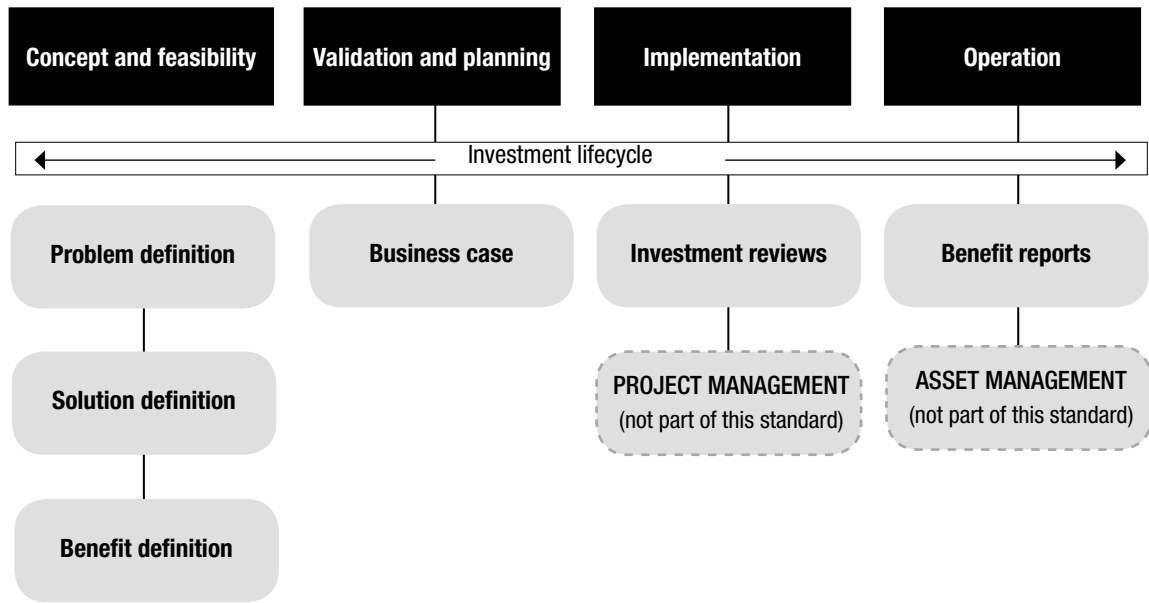 Concept and feasibility
Validation and planning
Implementation
Operation
Investment lifecycle
Problem definition
Business case
Investment reviews
Benefit reports
Solution definition
PROJECT MANAGEMENT
(not part of this standard)
ASSET MANAGEMENT
(not part of this standard)
Benefit definition